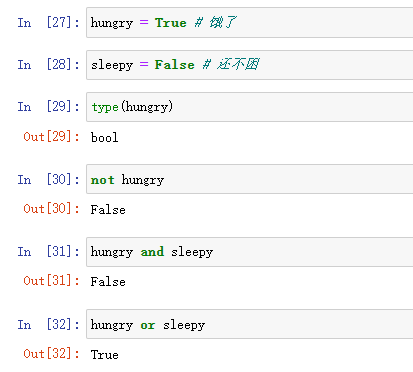 In [27]: hungry = True # 饿了
In [28]: sleepy = False # 还不困
In [29]: type(hungry)
Out[29]: bool
In [30]: not hungry
Out[30]: False
In [31]: hungry and sleepy
Out[31]: False
In [32]: hungry or sleepy
Out[32]: True